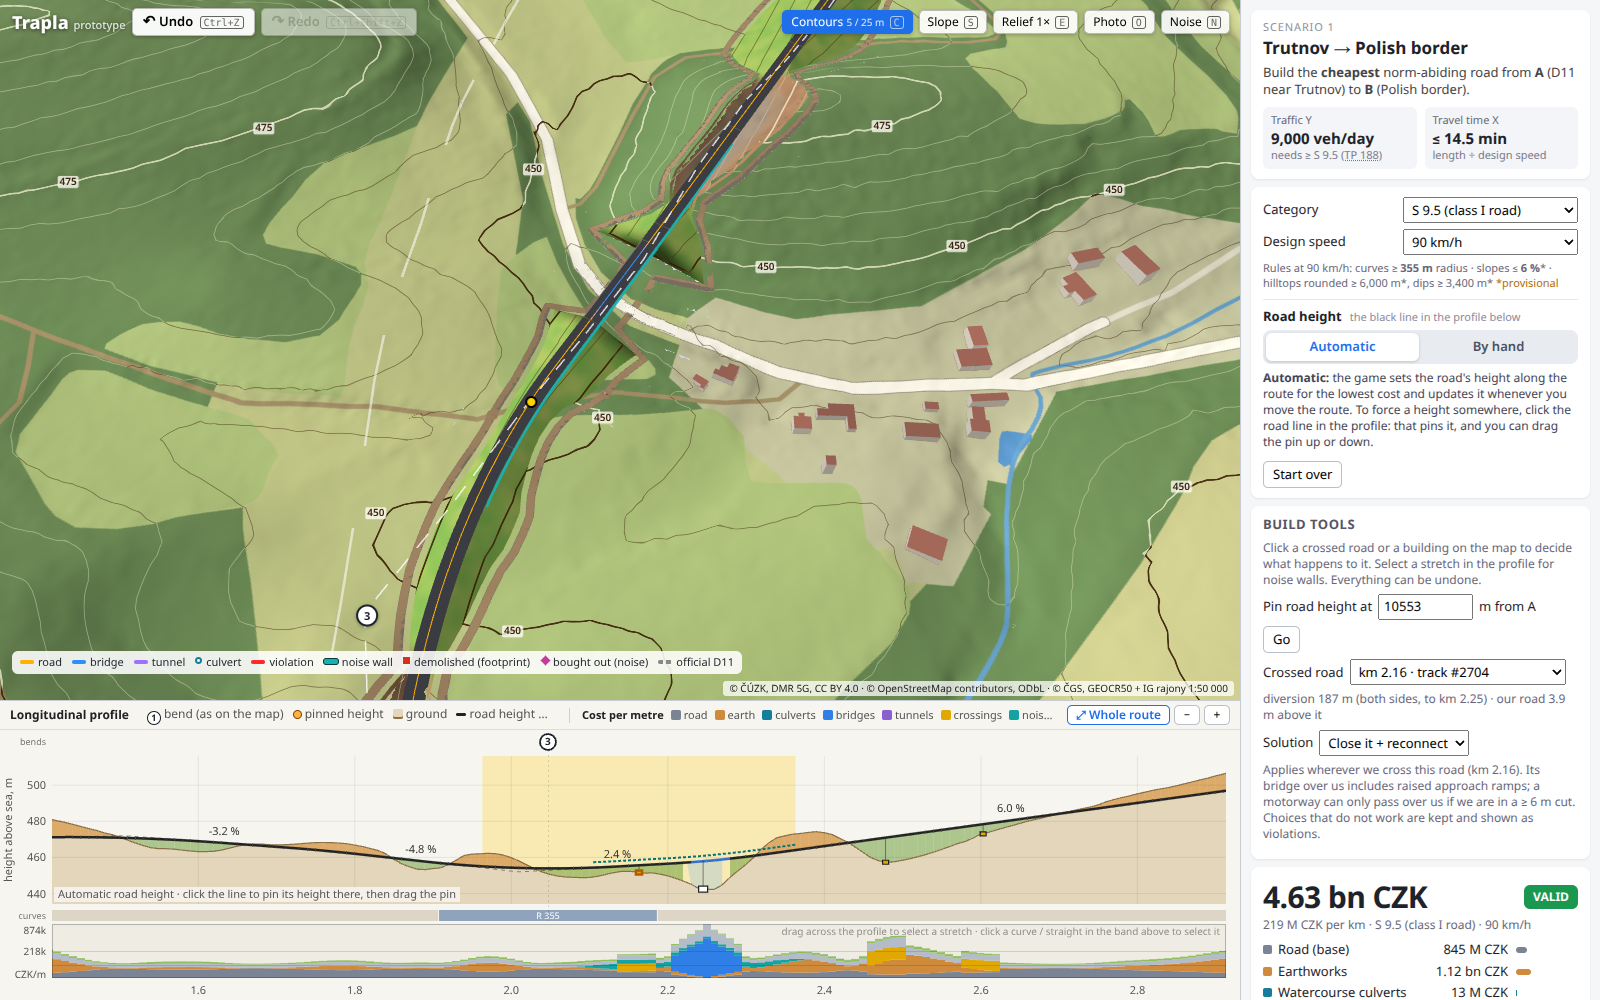 Trapla prototype
↶ Undo Ctrl+Z
↷ Redo Ctrl+Shift+Z
Contours 5 / 25 m C
Slope S
Relief 1× E
Photo O
Noise N
475
475
450
475
450
450
450
450
450
450
450
450
3
road
bridge
tunnel
culvert
violation
noise wall
demolished (footprint)
bought out (noise)
official D11
© ČÚZK, DMR 5G, CC BY 4.0 · © OpenStreetMap contributors, ODbL · © ČGS, GEOCR50 + IG rajony 1:50 000
Longitudinal profile
1 bend (as on the map)
pinned height
ground
road height ...
Cost per metre
road
earth
culverts
bridges
tunnels
crossings
nois...
⤢ Whole route
−
+
bends
3
height above sea, m
500
480
460
440
-3.2 %
-4.8 %
2.4 %
6.0 %
Automatic road height · click the line to pin its height there, then drag the pin
curves
R 355
874k
218k
CZK/m
drag across the profile to select a stretch · click a curve / straight in the band above to select it
1.6
1.8
2.0
2.2
2.4
2.6
2.8
SCENARIO 1
Trutnov → Polish border
Build the cheapest norm-abiding road from A (D11
near Trutnov) to B (Polish border).
Traffic Y
9,000 veh/day
needs ≥ S 9.5 (TP 188)
Travel time X
≤ 14.5 min
length ÷ design speed
Category
S 9.5 (class I road)
Design speed
90 km/h
Rules at 90 km/h: curves ≥ 355 m radius · slopes ≤ 6 %* ·
hilltops rounded ≥ 6,000 m*, dips ≥ 3,400 m* *provisional
Road height the black line in the profile below
Automatic
By hand
Automatic: the game sets the road's height along the
route for the lowest cost and updates it whenever you
move the route. To force a height somewhere, click the
road line in the profile: that pins it, and you can drag
the pin up or down.
Start over
BUILD TOOLS
Click a crossed road or a building on the map to decide
what happens to it. Select a stretch in the profile for
noise walls. Everything can be undone.
Pin road height at 10553 m from A
Go
Crossed road km 2.16 · track #2704
diversion 187 m (both sides, to km 2.25) · our road 3.9
m above it
Solution Close it + reconnect
Applies wherever we cross this road (km 2.16). Its
bridge over us includes raised approach ramps; a
motorway can only pass over us if we are in a ≥ 6 m cut.
Choices that do not work are kept and shown as
violations.
4.63 bn CZK
VALID
219 M CZK per km · S 9.5 (class I road) · 90 km/h
Road (base) 845 M CZK
Earthworks 1.12 bn CZK
Watercourse culverts 13 M CZK